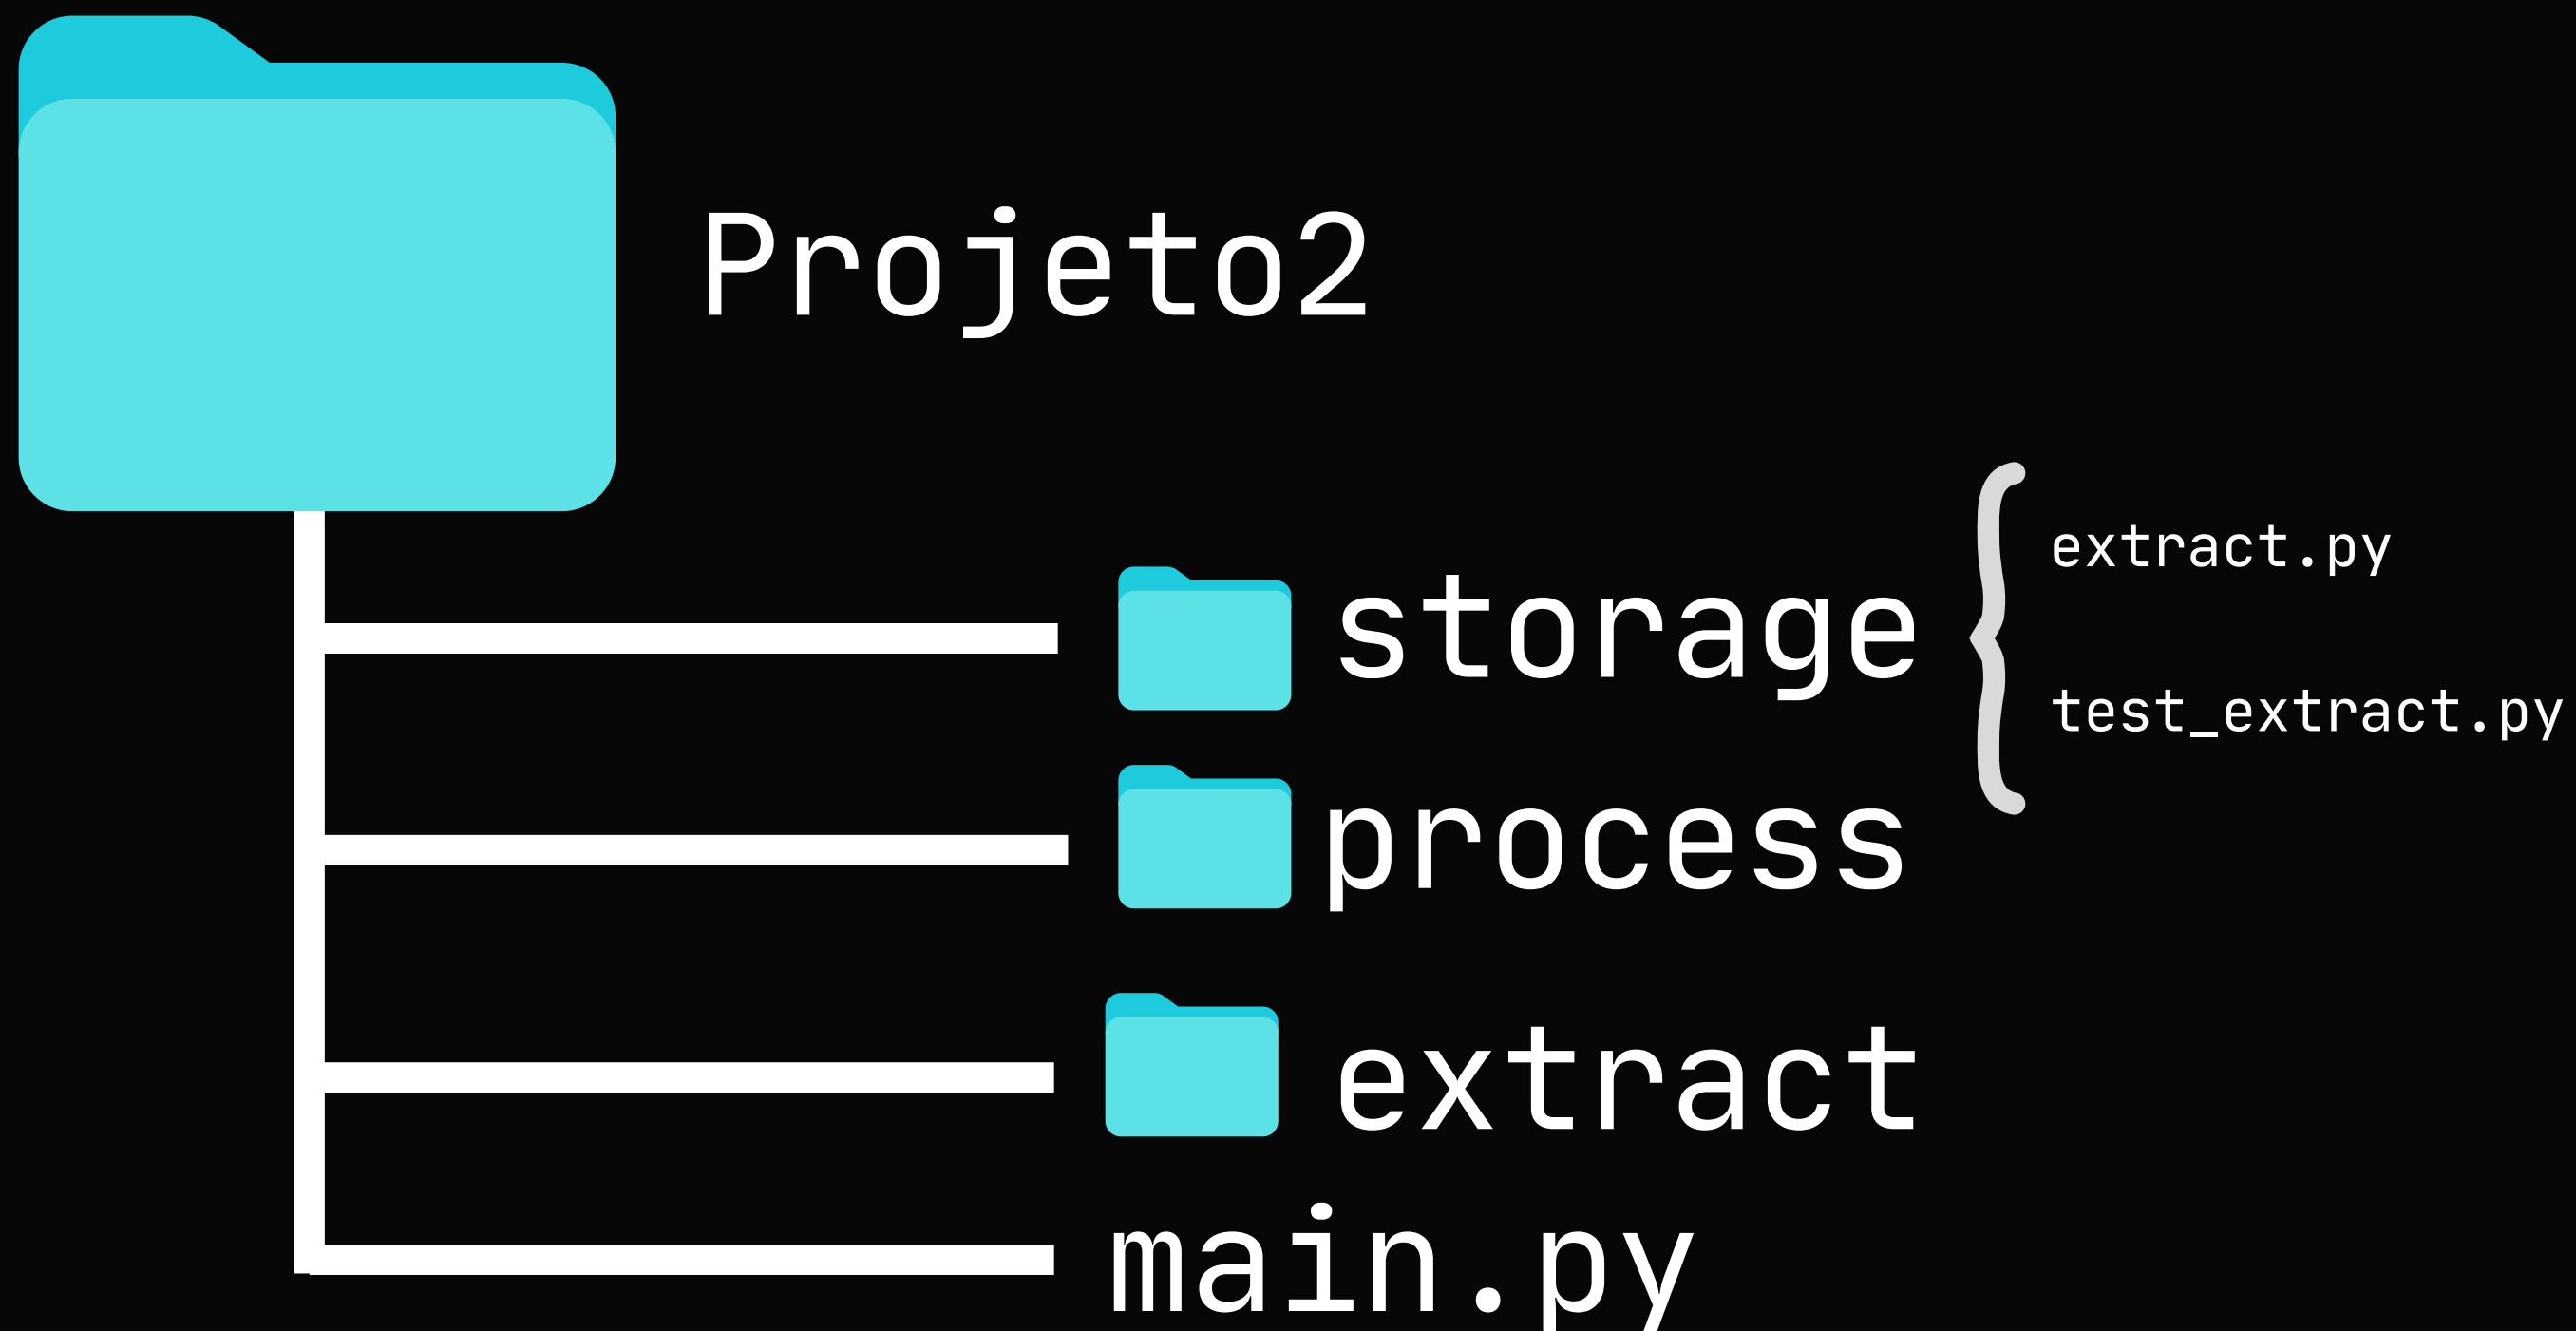 Projeto2
extract.py
storage
test_extract.py
process
extract
main.py